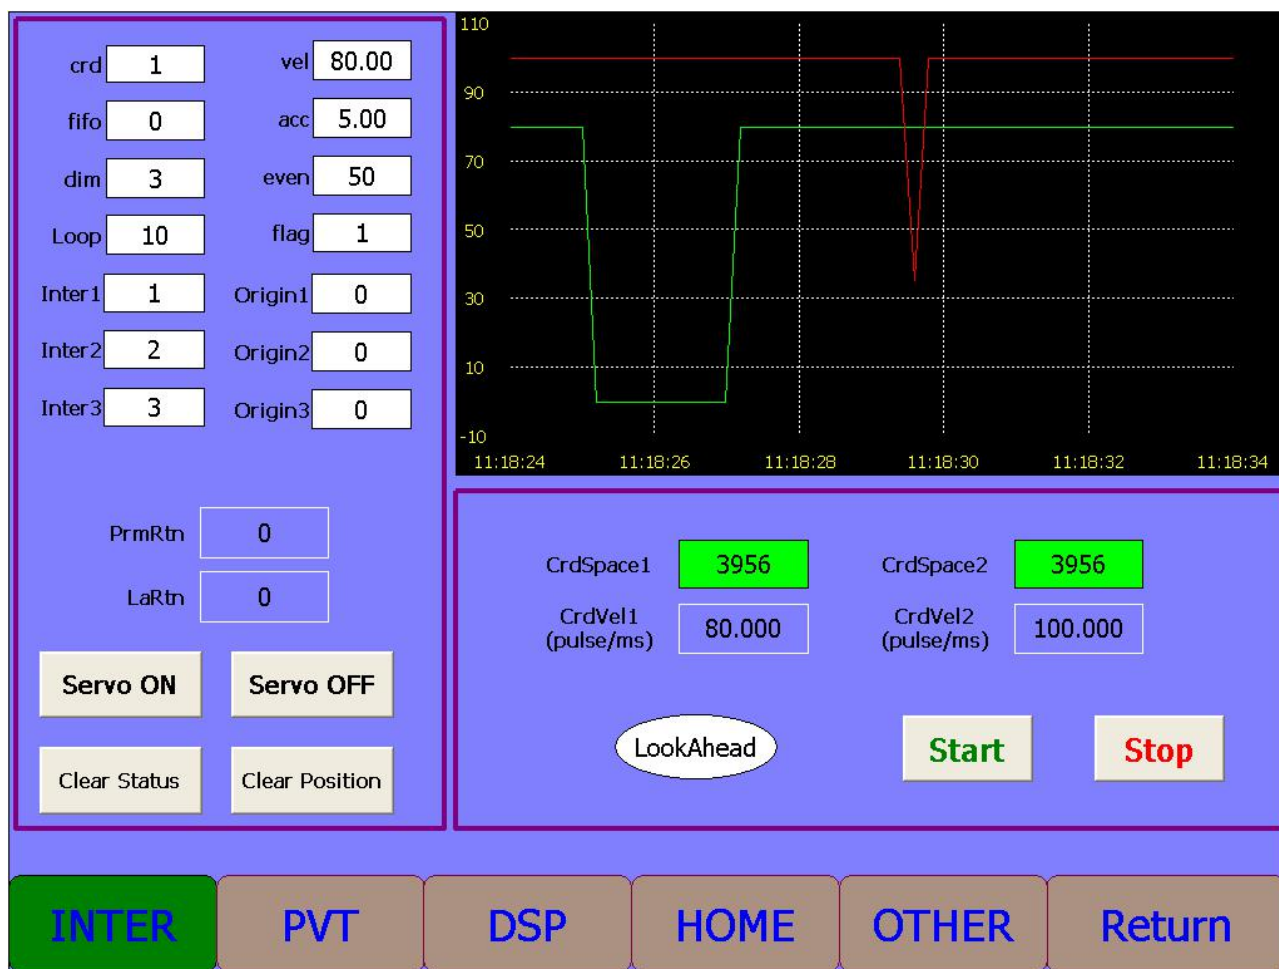 crd 1 vel 80.00
fifo 0 acc 5.00
dim 3 even 50
Loop 10 flag 1
Inter1 1 Origin1 0
Inter2 2 Origin2 0
Inter3 3 Origin3 0
PrmRtn 0
LaRtn 0
Servo ON Servo OFF
Clear Status Clear Position
110
90
70
50
30
10
-10
11:18:24 11:18:26 11:18:28 11:18:30 11:18:32 11:18:34
CrdSpace1 3956 CrdSpace2 3956
CrdVel1 80.000 CrdVel2 100.000
(pulse/ms) (pulse/ms)
LookAhead Start Stop
INTER PVT DSP HOME OTHER Return